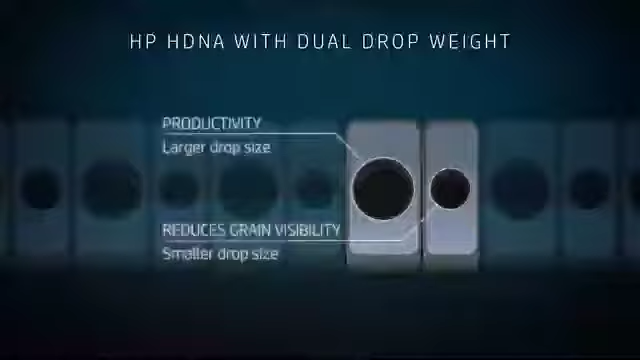 HP HDNA WITH DUAL DROP WEIGHT
PRODUCTIVITY
Larger drop size
REDUCES GRAIN VISIBILITY
Smaller drop size